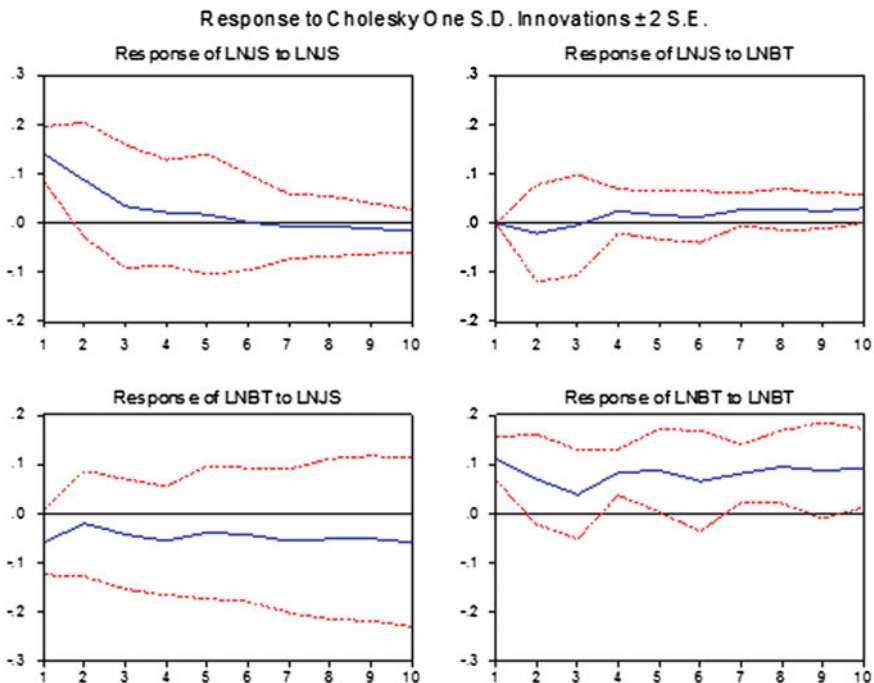 Response to Cholesky One S.D. Innovations ± 2 S.E.
Response of LNJS to LNJS
.3
.2
.1
.0
-.1
-.2
1 2 3 4 5 6 7 8 9 10
Response of LNJS to LNBT
.3
.2
.1
.0
-.1
-.2
1 2 3 4 5 6 7 8 9 10
Response of LNBT to LNJS
.2
.1
.0
-.1
-.2
-.3
1 2 3 4 5 6 7 8 9 10
Response of LNBT to LNBT
.2
.1
.0
-.1
-.2
-.3
1 2 3 4 5 6 7 8 9 10